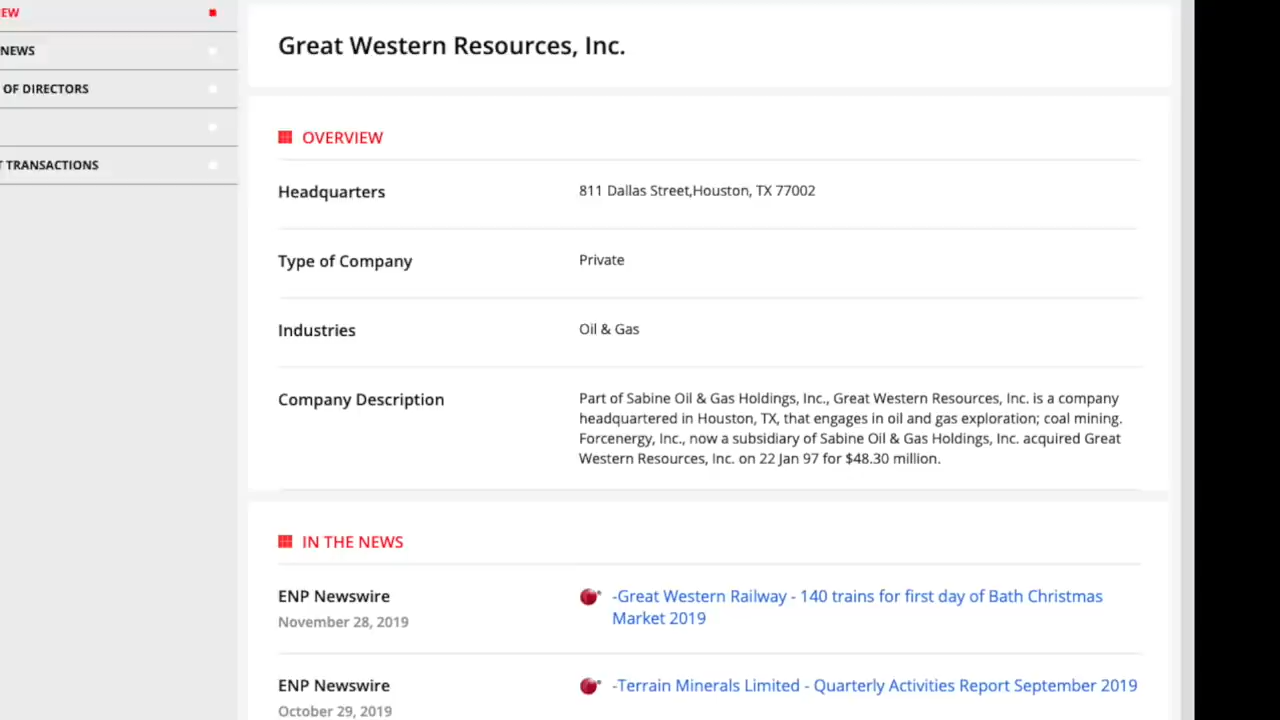 EW
NEWS
OF DIRECTORS
T TRANSACTIONS
Great Western Resources, Inc.
OVERVIEW
Headquarters
811 Dallas Street,Houston, TX 77002
Type of Company
Private
Industries
Oil & Gas
Company Description
Part of Sabine Oil & Gas Holdings, Inc., Great Western Resources, Inc. is a company
headquartered in Houston, TX, that engages in oil and gas exploration; coal mining.
Forcenergy, Inc., now a subsidiary of Sabine Oil & Gas Holdings, Inc. acquired Great
Western Resources, Inc. on 22 Jan 97 for $48.30 million.
IN THE NEWS
ENP Newswire
November 28, 2019
-Great Western Railway - 140 trains for first day of Bath Christmas
Market 2019
ENP Newswire
October 29, 2019
-Terrain Minerals Limited - Quarterly Activities Report September 2019